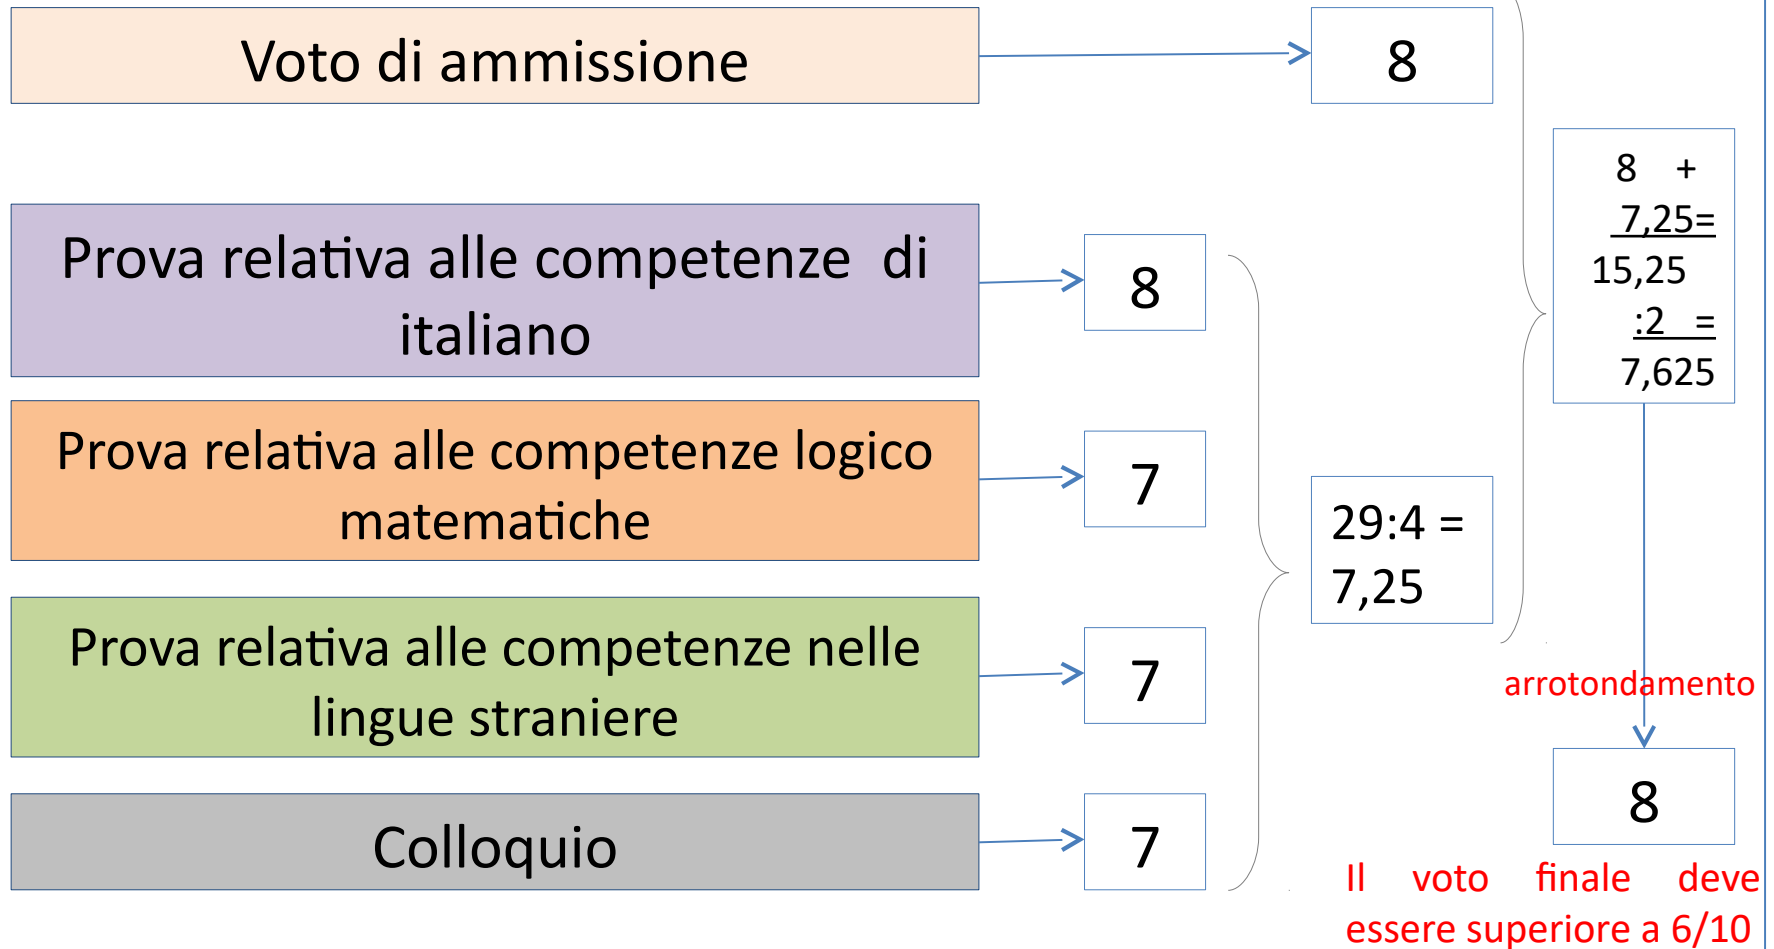 Voto di ammissione
8
Prova relativa alle competenze di
italiano
8
Prova relativa alle competenze logico
matematiche
7
Prova relativa alle competenze nelle
lingue straniere
7
Colloquio
7
29:4 =
7,25
8 +
7,25=
15,25
:2 =
7,625
arrotondamento
8
Il voto finale deve
essere superiore a 6/10